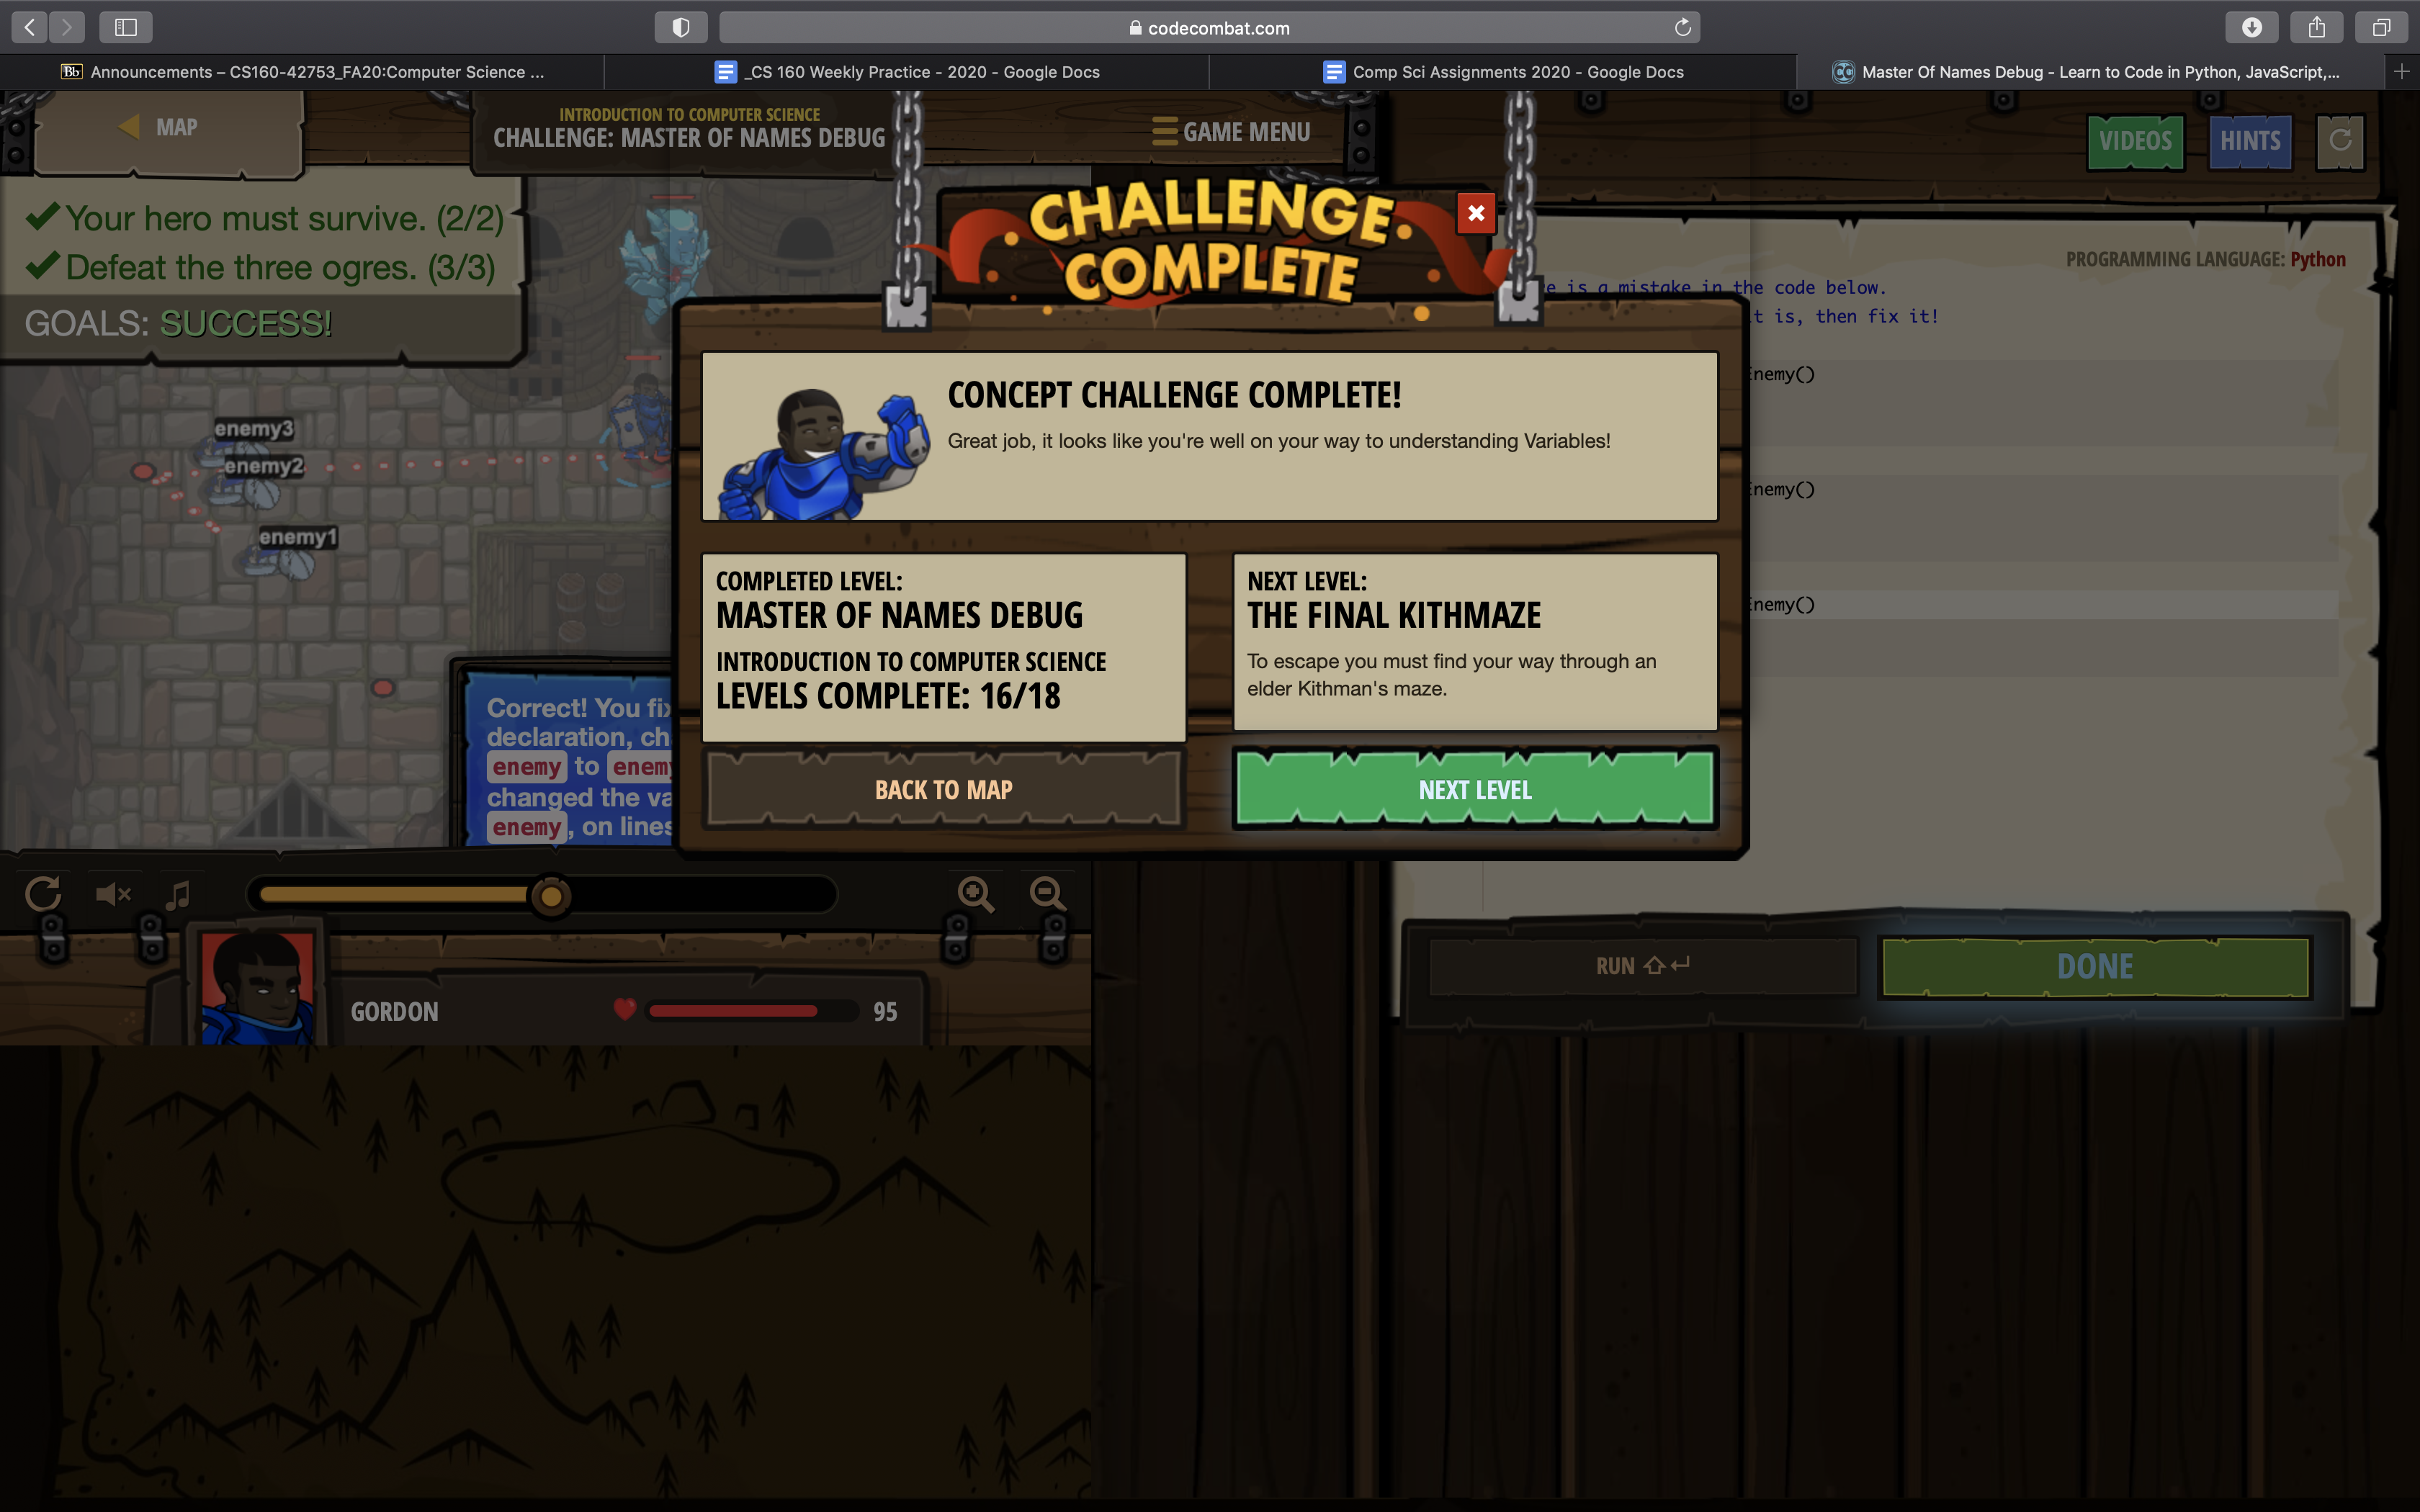 codecombat.com
Bb Announcements – CS160-42753_FA20:Computer Science ...
_CS 160 Weekly Practice - 2020 - Google Docs
Comp Sci Assignments 2020 - Google Docs
CC Master Of Names Debug - Learn to Code in Python, JavaScript,...
MAP
INTRODUCTION TO COMPUTER SCIENCE
CHALLENGE: MASTER OF NAMES DEBUG
GAME MENU
VIDEOS
HINTS
Your hero must survive. (2/2)
Defeat the three ogres. (3/3)
GOALS: SUCCESS!
CHALLENGE
COMPLETE
PROGRAMMING LANGUAGE: Python
e is a mistake in the code below.
t is, then fix it!
Enemy()
Enemy()
Enemy()
CONCEPT CHALLENGE COMPLETE!
Great job, it looks like you're well on your way to understanding Variables!
enemy3
enemy2
enemy1
COMPLETED LEVEL:
MASTER OF NAMES DEBUG
INTRODUCTION TO COMPUTER SCIENCE
LEVELS COMPLETE: 16/18
NEXT LEVEL:
THE FINAL KITHMAZE
To escape you must find your way through an
elder Kithman's maze.
BACK TO MAP
NEXT LEVEL
Correct! You fix
declaration, ch
enemy to enemy
changed the va
enemy, on lines
GORDON
95
RUN
DONE